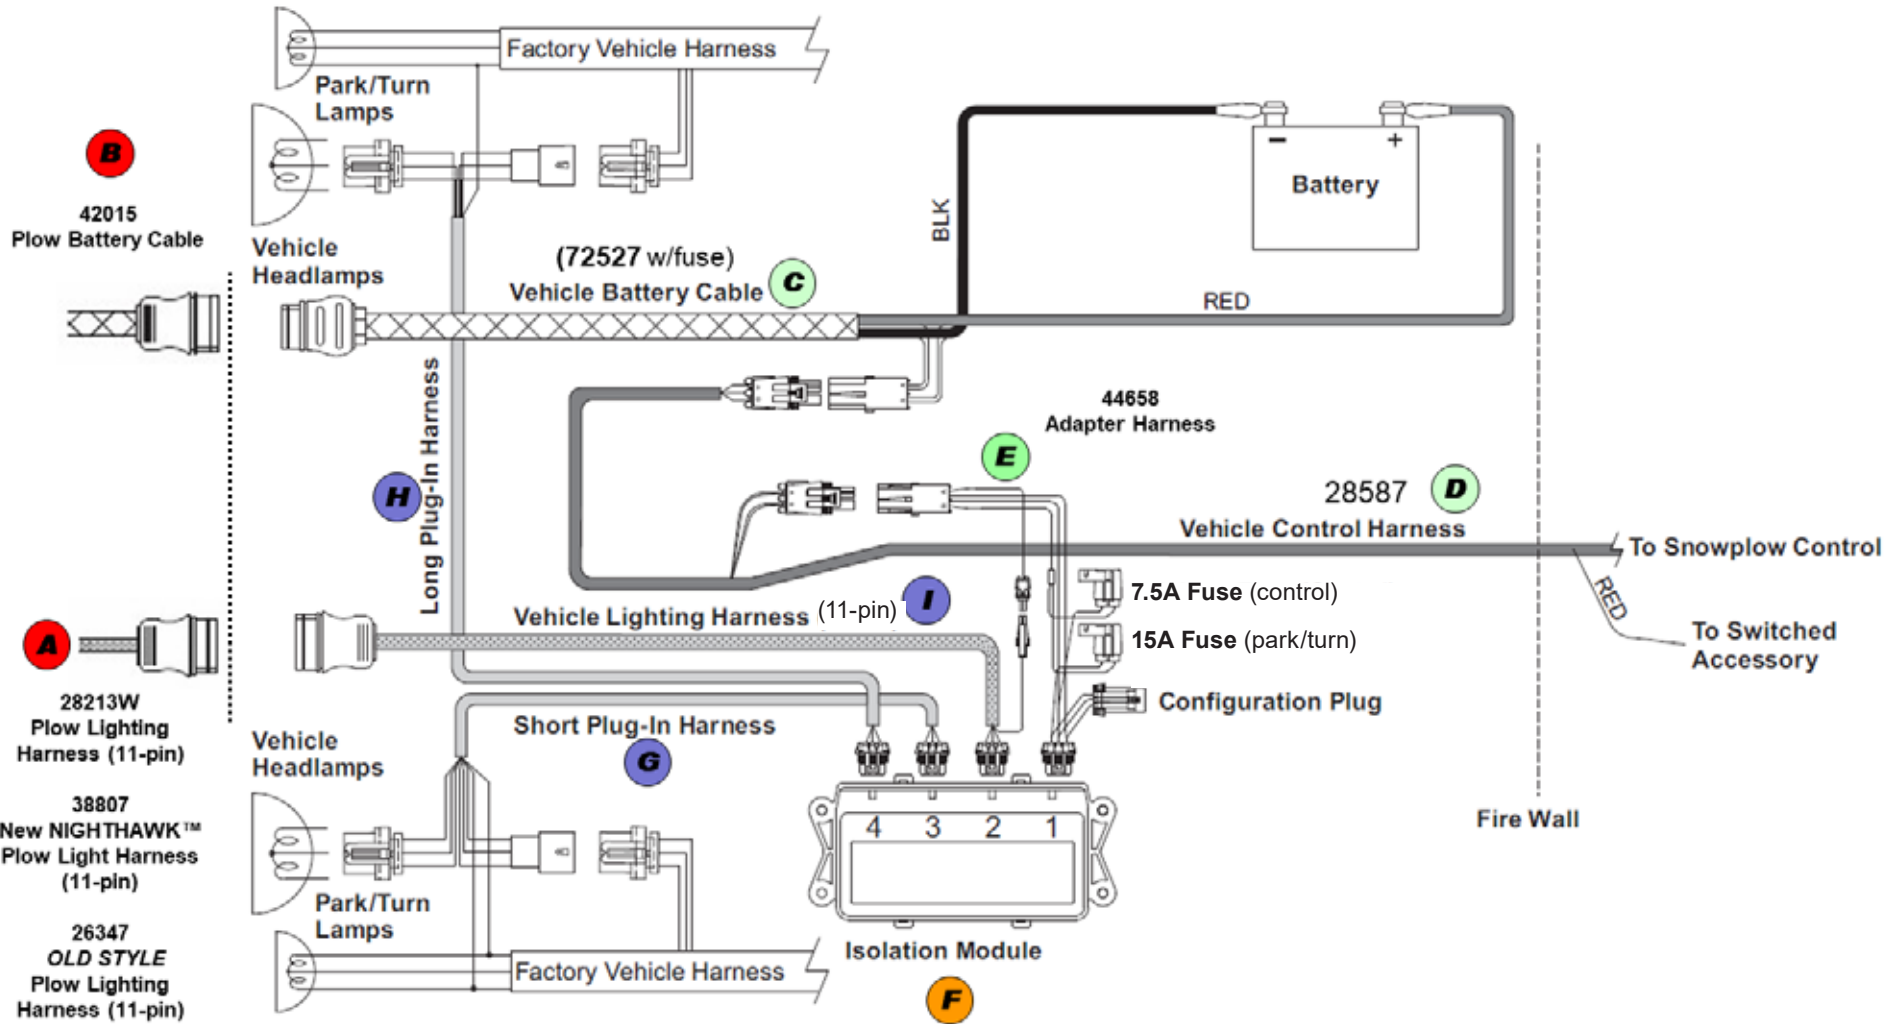 Factory Vehicle Harness
Park/Turn
Lamps
B
42015
Plow Battery Cable
Vehicle
Headlamps
(72527 w/fuse)
Vehicle Battery Cable
C
BLK
RED
−
+
Battery
44658
Adapter Harness
E
H
Long Plug-In Harness
28587
D
Vehicle Control Harness
To Snowplow Control
RED
To Switched
Accessory
7.5A Fuse (control)
15A Fuse (park/turn)
Configuration Plug
Vehicle Lighting Harness (11-pin)
I
A
28213W
Plow Lighting
Harness (11-pin)
38807
New NIGHTHAWK™
Plow Light Harness
(11-pin)
26347
OLD STYLE
Plow Lighting
Harness (11-pin)
Short Plug-In Harness
G
Vehicle
Headlamps
Park/Turn
Lamps
Factory Vehicle Harness
4 3 2 1
Isolation Module
F
Fire Wall